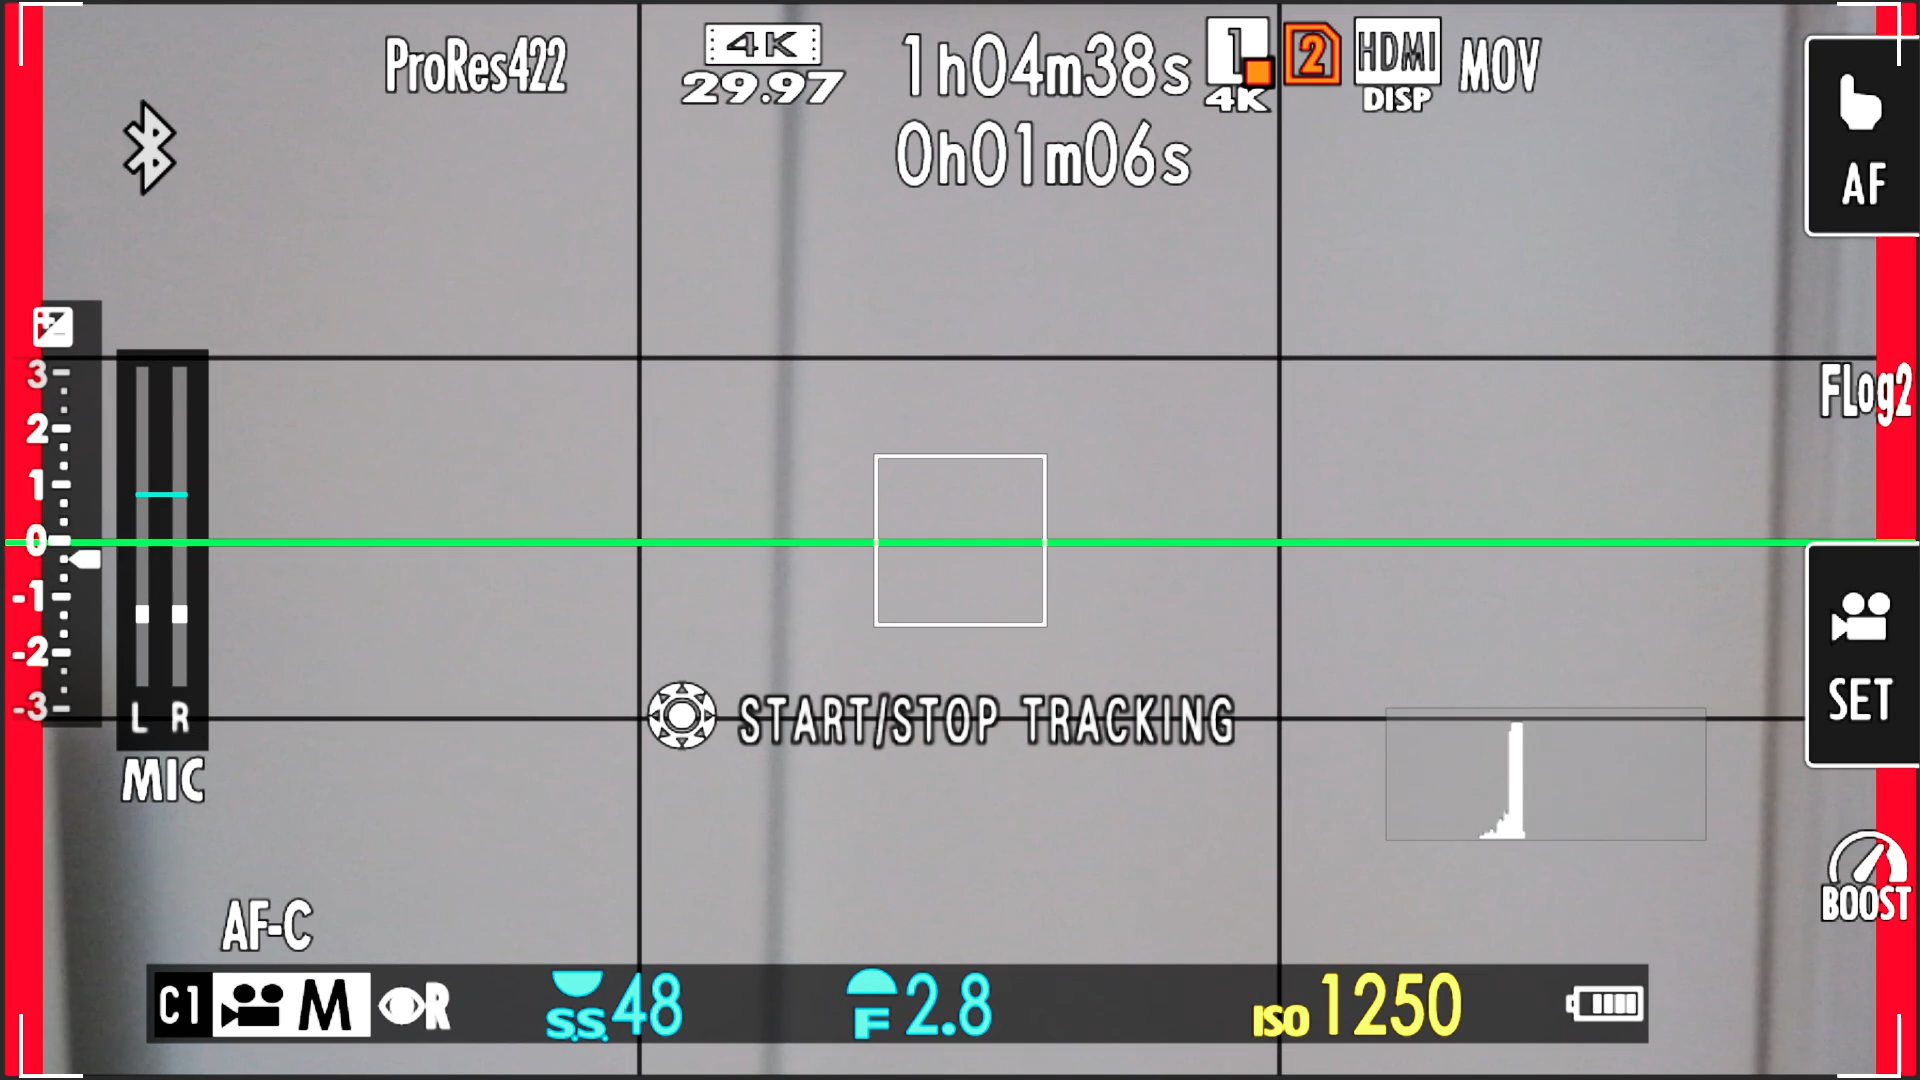 ProRes422
4K
29.97
1h04m38s
0h01m06s
1
4K
2
HDMI
DISP
MOV
AF
3
2
1
0
-1
-2
-3
L R
MIC
FLog2
START/STOP TRACKING
SET
BOOST
AF-C
C1 M R S.S. 48 F 2.8 ISO 1250